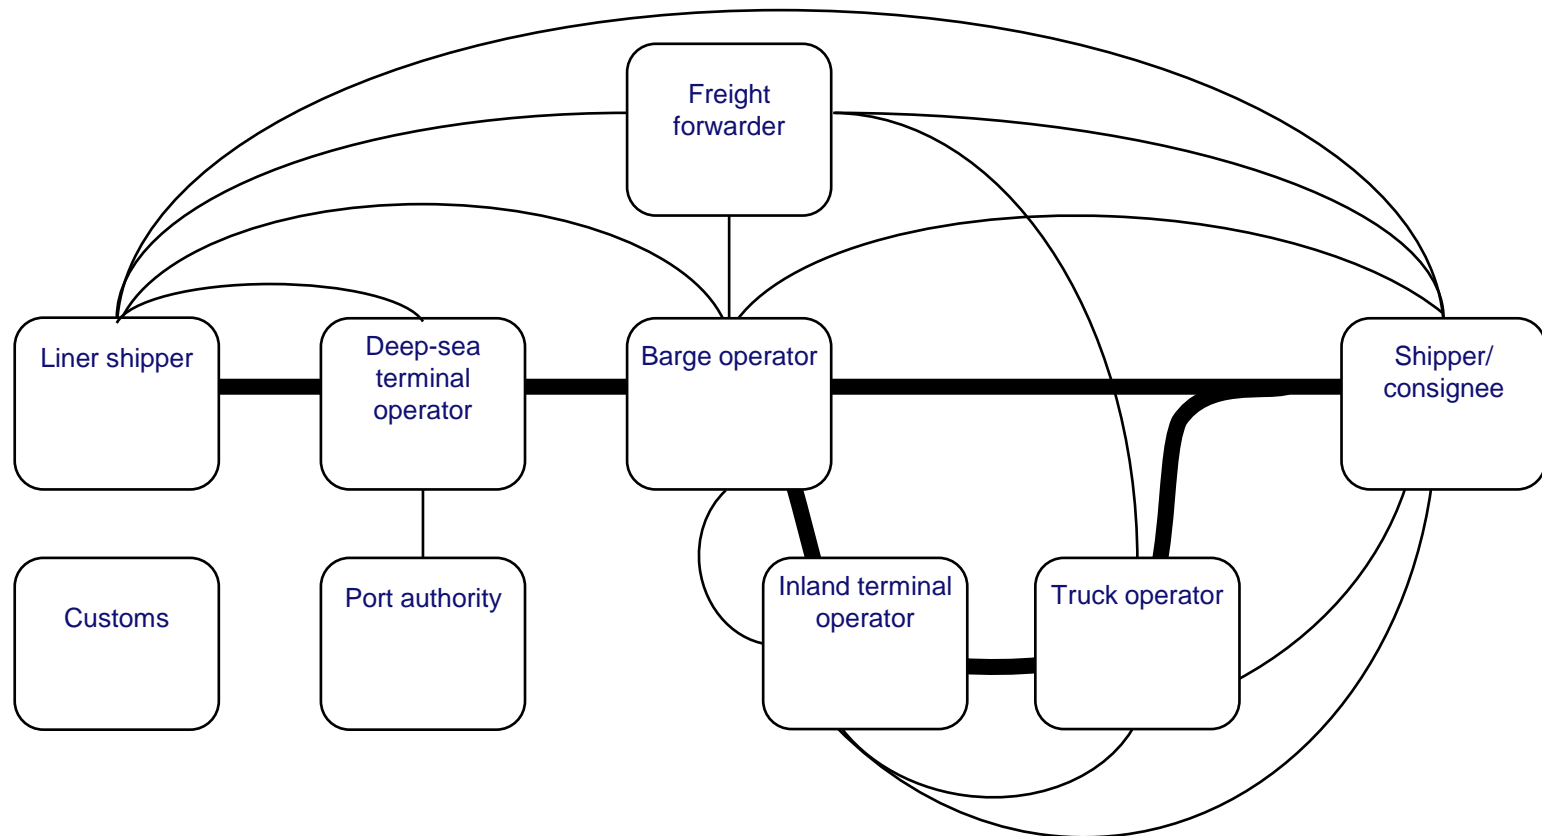 Freight
forwarder
Liner shipper
Deep-sea
terminal
operator
Barge operator
Shipper/
consignee
Customs
Port authority
Inland terminal
operator
Truck operator